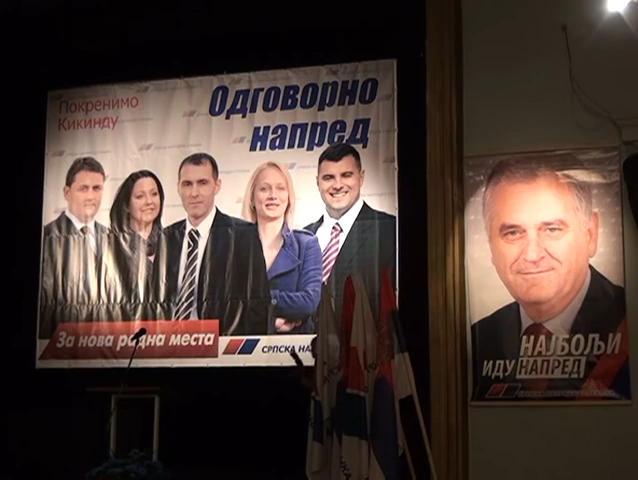 Покренимо
Кикинду
Одговорно
напред
За нова радна места
СРПСКА НА
НАЈБОЉИ
ИДУ НАПРЕД